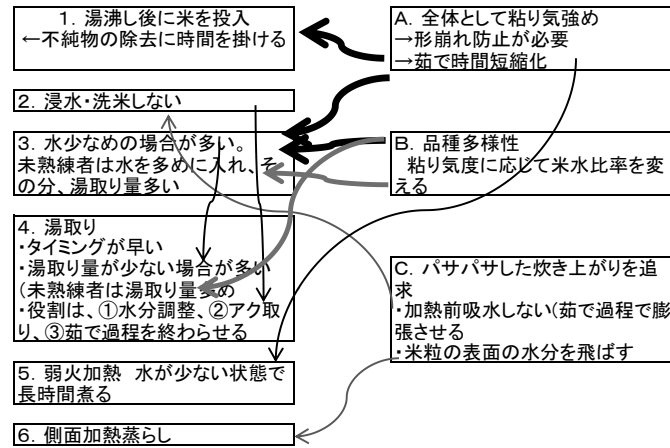 １．湯沸し後に米を投入
←不純物の除去に時間を掛ける
２．浸水・洗米しない
３．水少なめの場合が多い。
未熟練者は水を多めに入れ、そ
の分、湯取り量多い
４．湯取り
・タイミングが早い
・湯取り量が少ない場合が多い
(未熟練者は湯取り量多め
・役割は、①水分調整、②アク取
り、③茹で過程を終わらせる
５．弱火加熱　水が少ない状態で
長時間煮る
６．側面加熱蒸らし
A．全体として粘り気強め
→形崩れ防止が必要
→茹で時間短縮化
B．品種多様性
　粘り気度に応じて米水比率を変
える
C．パサパサした炊き上がりを追
求
・加熱前吸水しない(茹で過程で膨
張させる
・米粒の表面の水分を飛ばす